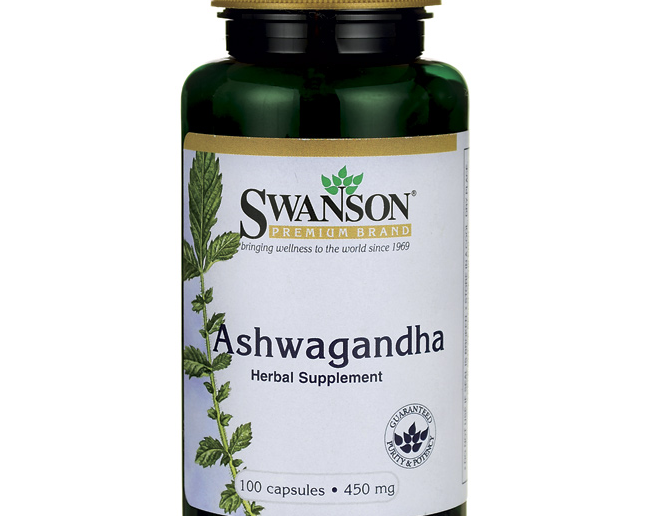 SWANSON®
PREMIUM BRAND
bringing wellness to the world since 1969
Ashwagandha
Herbal Supplement
GUARANTEED
PURITY & POTENCY
100 capsules • 450 mg